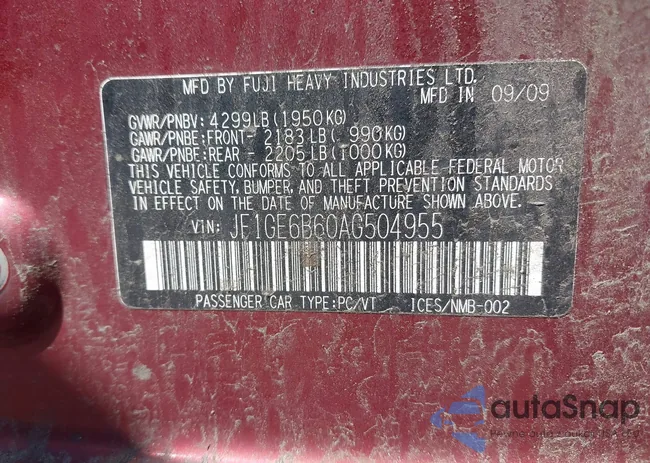 MFD BY FUJI HEAVY INDUSTRIES LTD.
MFD IN 09/09
GVWR/PNBV: 4299LB(1950KG)
GAWR/PNBE:FRONT- 2183LB( 990KG)
GAWR/PNBE:REAR - 2205LB(1000KG)
THIS VEHICLE CONFORMS TO ALL APPLICABLE FEDERAL MOTOR
VEHICLE SAFETY, BUMPER, AND THEFT PREVENTION STANDARDS
IN EFFECT ON THE DATE OF MANUFACTURE SHOWN ABOVE.
VIN: JF1GE6B60AG504955
PASSENGER CAR TYPE:PC/VT ICES/NMB-002
autaSnap